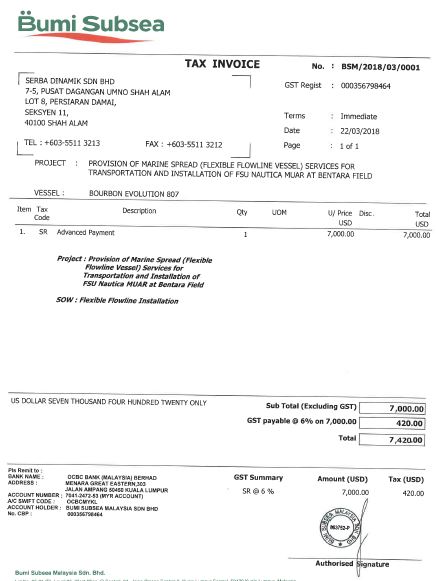 Bumi Subsea
TAX INVOICE
No. : BSM/2018/03/0001
SERBA DINAMIK SDN BHD
7-5, PUSAT DAGANGAN UMNO SHAH ALAM
LOT 8, PERSIARAN DAMAI,
SEKSYEN 11,
40100 SHAH ALAM
TEL : +603-5511 3213 FAX : +603-5511 3212
GST Regist : 000356798464
Terms : Immediate
Date : 22/03/2018
Page : 1 of 1
PROJECT : PROVISION OF MARINE SPREAD (FLEXIBLE FLOWLINE VESSEL) SERVICES FOR
TRANSPORTATION AND INSTALLATION OF FSU NAUTICA MUAR AT BENTARA FIELD
VESSEL : BOURBON EVOLUTION 807
Item Tax Code Description Qty UOM U/ Price USD Disc. Total USD
1. SR Advanced Payment 1 7,000.00 7,000.00
Project : Provision of Marine Spread (Flexible
Flowline Vessel) Services for
Transportation and Installation of
FSU Nautica MUAR at Bentara Field
SOW : Flexible Flowline Installation
US DOLLAR SEVEN THOUSAND FOUR HUNDRED TWENTY ONLY
Sub Total (Excluding GST) 7,000.00
GST payable @ 6% on 7,000.00 420.00
Total 7,420.00
Pls Remit to :
BANK NAME : OCBC BANK (MALAYSIA) BERHAD
ADDRESS : MENARA GREAT EASTERN,303
JALAN AMPANG 50450 KUALA LUMPUR
ACCOUNT NUMBER : 7041-2472-53 (MYR ACCOUNT)
A/C SWIFT CODE : OCBCMYKL
ACCOUNT HOLDER : BUMI SUBSEA MALAYSIA SDN BHD
No. CBP : 000356798464
GST Summary Amount (USD) Tax (USD)
SR @ 6 % 7,000.00 420.00
BUMI SUBSEA MALAYSIA SDN BHD
Authorised Signature
Bumi Subsea Malaysia Sdn. Bhd.